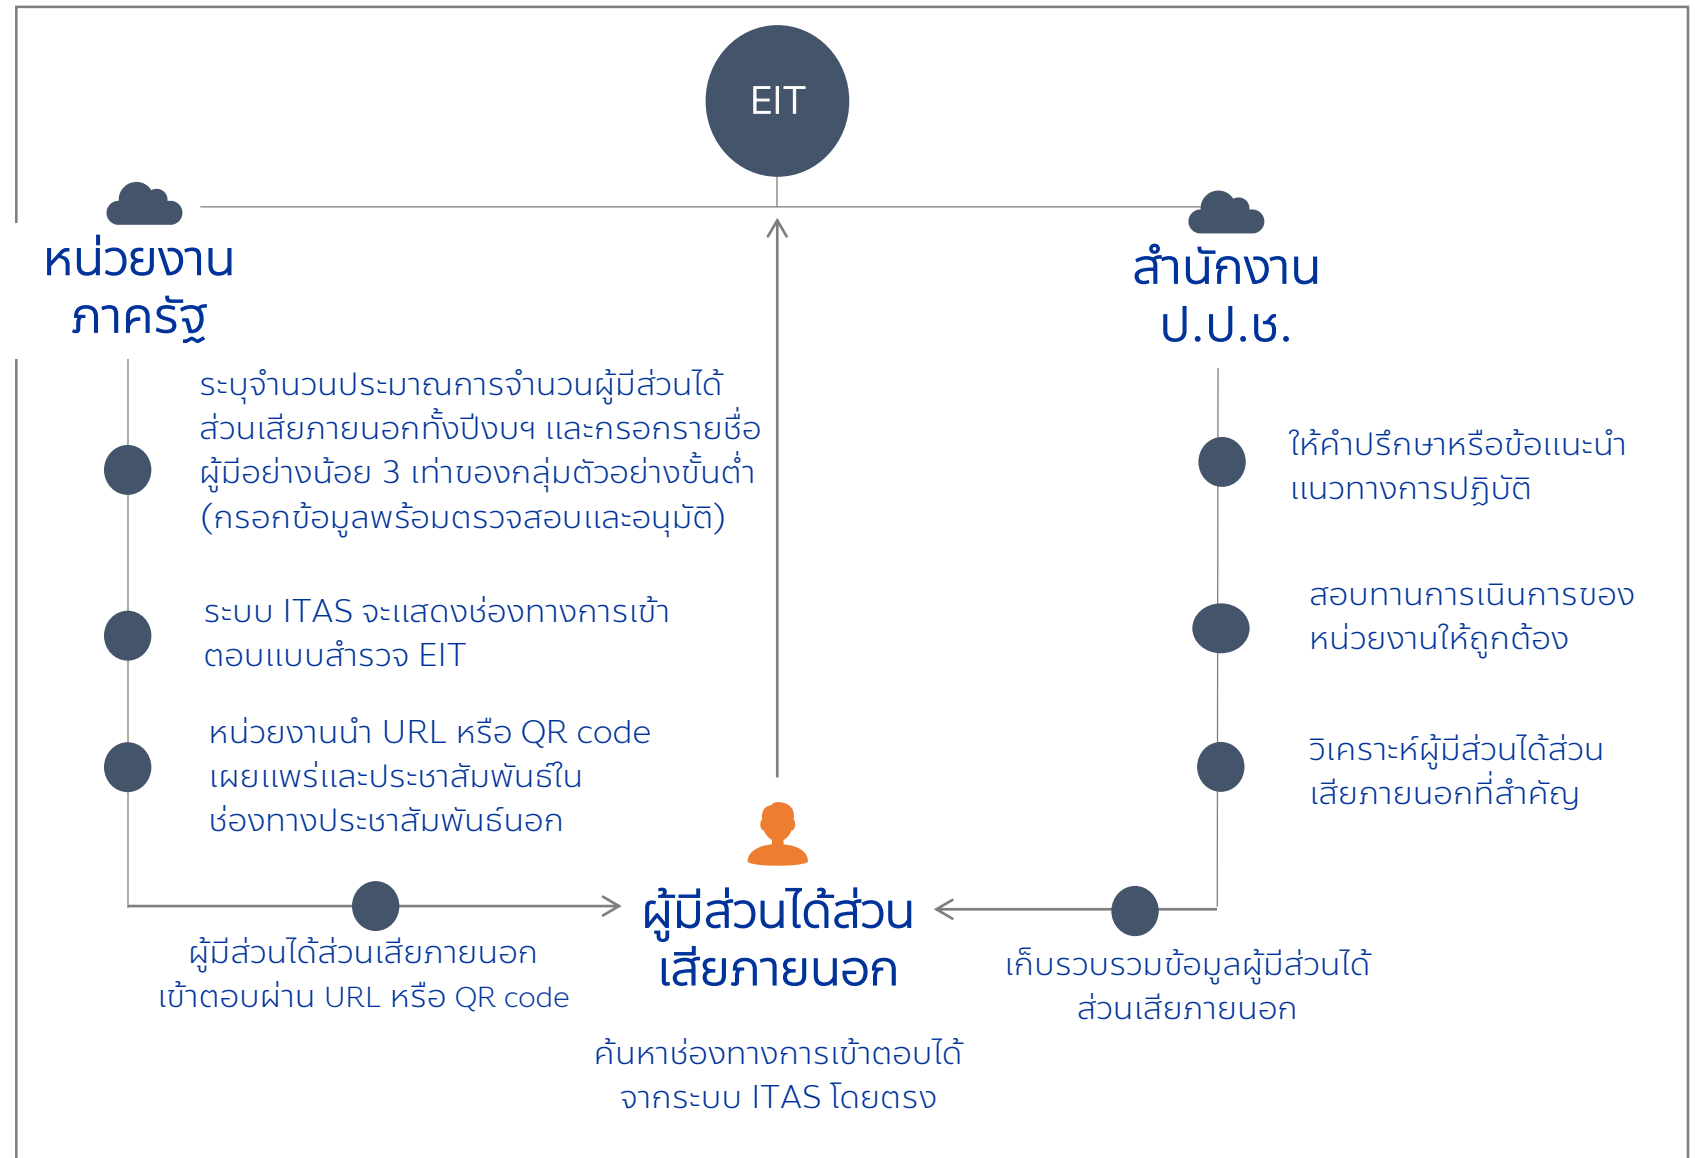 EIT
หน่วยงาน
ภาครัฐ
ระบุจำนวนประมาณการจำนวนผู้มีส่วนได้
ส่วนเสียภายนอกทั้งปีงบฯ และกรอกรายชื่อ
ผู้มีอย่างน้อย 3 เท่าของกลุ่มตัวอย่างขั้นต่ำ
(กรอกข้อมูลพร้อมตรวจสอบและอนุมัติ)
ระบบ ITAS จะแสดงช่องทางการเข้า
ตอบแบบสำรวจ EIT
หน่วยงานนำ URL หรือ QR code
เผยแพร่และประชาสัมพันธ์ใน
ช่องทางประชาสัมพันธ์นอก
ผู้มีส่วนได้ส่วนเสียภายนอก
เข้าตอบผ่าน URL หรือ QR code
สำนักงาน
ป.ป.ช.
ให้คำปรึกษาหรือข้อแนะนำ
แนวทางการปฏิบัติ
สอบทานการเนินการของ
หน่วยงานให้ถูกต้อง
วิเคราะห์ผู้มีส่วนได้ส่วน
เสียภายนอกที่สำคัญ
เก็บรวบรวมข้อมูลผู้มีส่วนได้
ส่วนเสียภายนอก
ผู้มีส่วนได้ส่วน
เสียภายนอก
ค้นหาช่องทางการเข้าตอบได้
จากระบบ ITAS โดยตรง